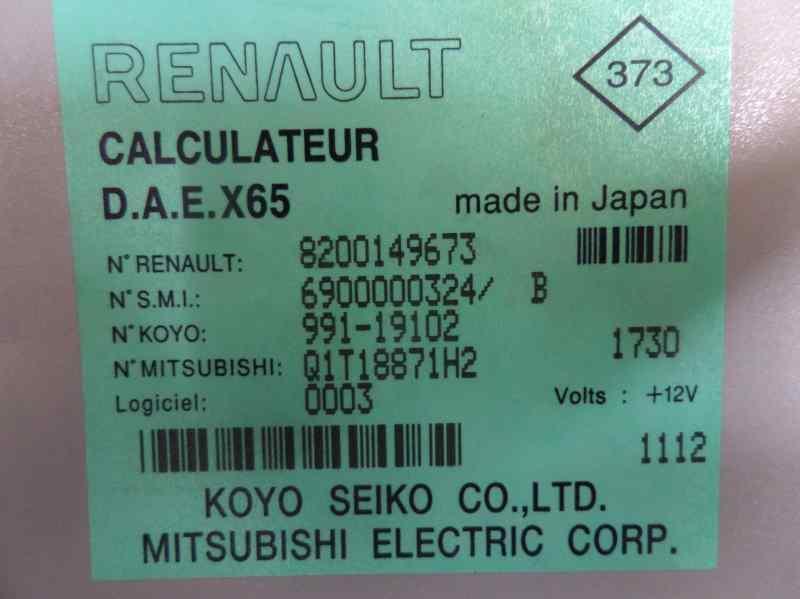 RENAULT
373
CALCULATEUR
D.A.E.X65
made in Japan
N° RENAULT: 8200149673
N° S.M.I.: 6900000324/ B
N° KOYO: 991-19102
1730
N° MITSUBISHI: Q1T18871H2
Logiciel: 0003
Volts : +12V
1112
KOYO SEIKO CO.,LTD.
MITSUBISHI ELECTRIC CORP.